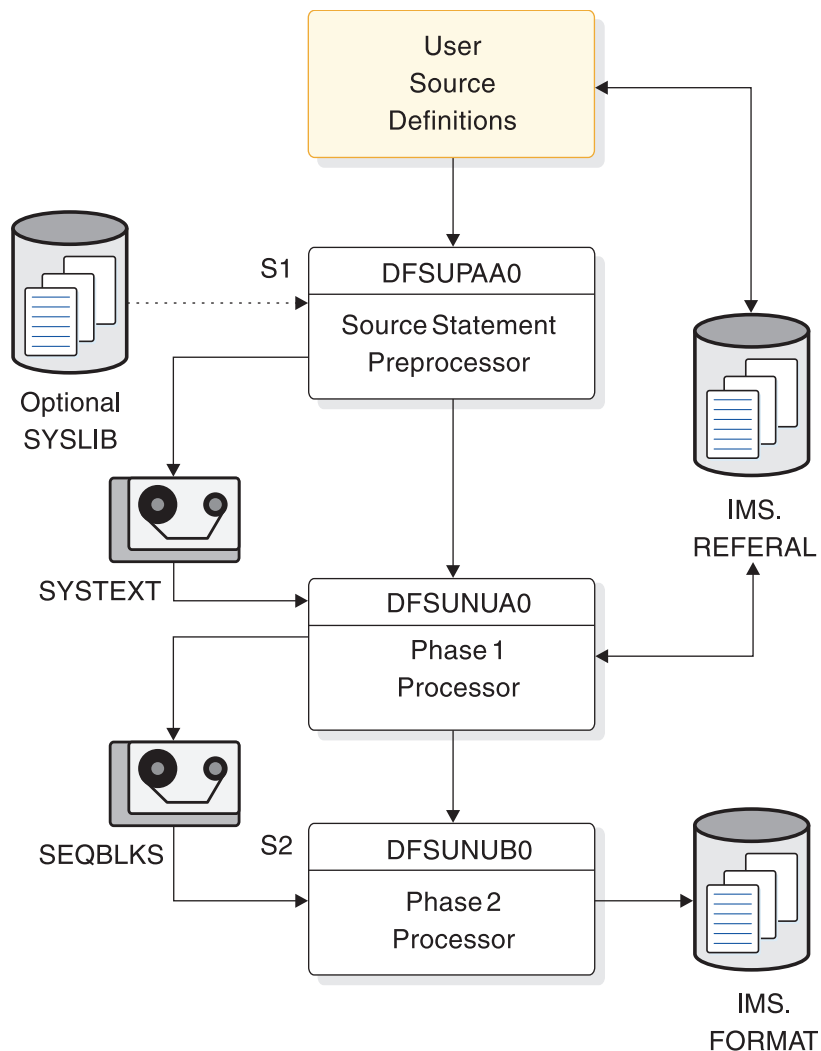 User
Source
Definitions
S1
DFSUPAA0
Source Statement
Preprocessor
Optional
SYSLIB
IMS.
REFERAL
SYSTEXT
DFSUNUA0
Phase 1
Processor
SEQBLKS
S2
DFSUNUB0
Phase 2
Processor
IMS.
FORMAT